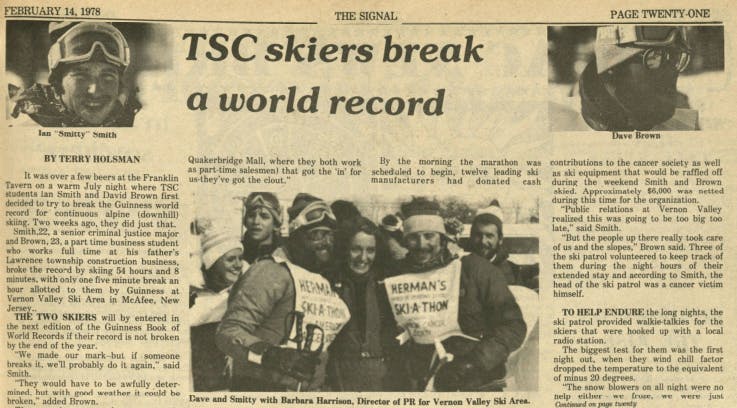 FEBRUARY 14, 1978
THE SIGNAL
PAGE TWENTY-ONE
TSC skiers break
a world record
Ian "Smitty" Smith
Dave Brown
BY TERRY HOLSMAN
It was over a few beers at the Franklin
Tavern on a warm July night where TSC
students Ian Smith and David Brown first
decided to try to break the Guinness world
record for continuous alpine (downhill)
skiing. Two weeks ago, they did just that.
Smith,22, a senior criminal justice major
and Brown, 23, a part time business student
who works full time at his father's
Lawrence township construction business,
broke the record by skiing 54 hours and 8
minutes, with only one five minute break an
hour allotted to them by Guinness at
Vernon Valley Ski Area in McAfee, New
Jersey..
THE TWO SKIERS will by entered in
the next edition of the Guinness Book of
World Records if their record is not broken
by the end of the year.
"We made our mark-but if someone
breaks it, we'll probably do it again," said
Smith.
"They would have to be awfully deter-
mined, but with good weather it could be
broken," added Brown.
Quakerbridge Mall, where they both work
as part-time salesmen) that got the 'in' for
us-they've got the clout."
By the morning the marathon was
scheduled to begin, twelve leading ski
manufacturers had donated cash
HERMAN'S
SKI-A-THON
HERMAN'S
SKI-A-THON
CANCER
Dave and Smitty with Barbara Harrison, Director of PR for Vernon Valley Ski Area.
contributions to the cancer society as well
as ski equipment that would be raffled off
during the weekend Smith and Brown
skied. Approximately $6,000 was netted
during this time for the organization.
"Public relations at Vernon Valley
realized this was going to be too big too
late," said Smith.
"But the people up there really took care
of us and the slopes," Brown said. Three of
the ski patrol volunteered to keep track of
them during the night hours of their
extended stay and according to Smith, the
head of the ski patrol was a cancer victim
himself.
TO HELP ENDURE the long nights, the
ski patrol provided walkie-talkies for the
skiers that were hooked up with a local
radio station.
The biggest test for them was the first
night out, when they wind chill factor
dropped the temperature to the equivalent
of minus 20 degrees.
"The snow blowers on all night were no
help either - we froze, we were just
Continued on page twenty